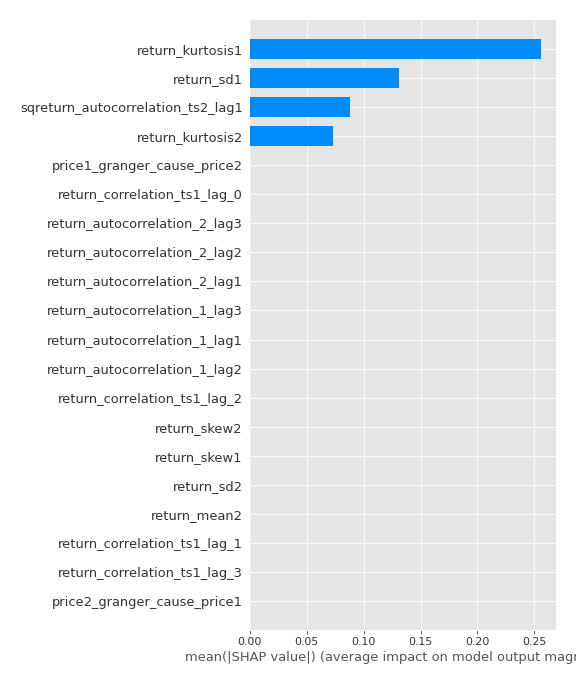 return_kurtosis1
return_sd1
sqreturn_autocorrelation_ts2_lag1
return_kurtosis2
price1_granger_cause_price2
return_correlation_ts1_lag_0
return_autocorrelation_2_lag3
return_autocorrelation_2_lag2
return_autocorrelation_2_lag1
return_autocorrelation_1_lag3
return_autocorrelation_1_lag1
return_autocorrelation_1_lag2
return_correlation_ts1_lag_2
return_skew2
return_skew1
return_sd2
return_mean2
return_correlation_ts1_lag_1
return_correlation_ts1_lag_3
price2_granger_cause_price1
0.00 0.05 0.10 0.15 0.20 0.25
mean(|SHAP value|) (average impact on model output magn